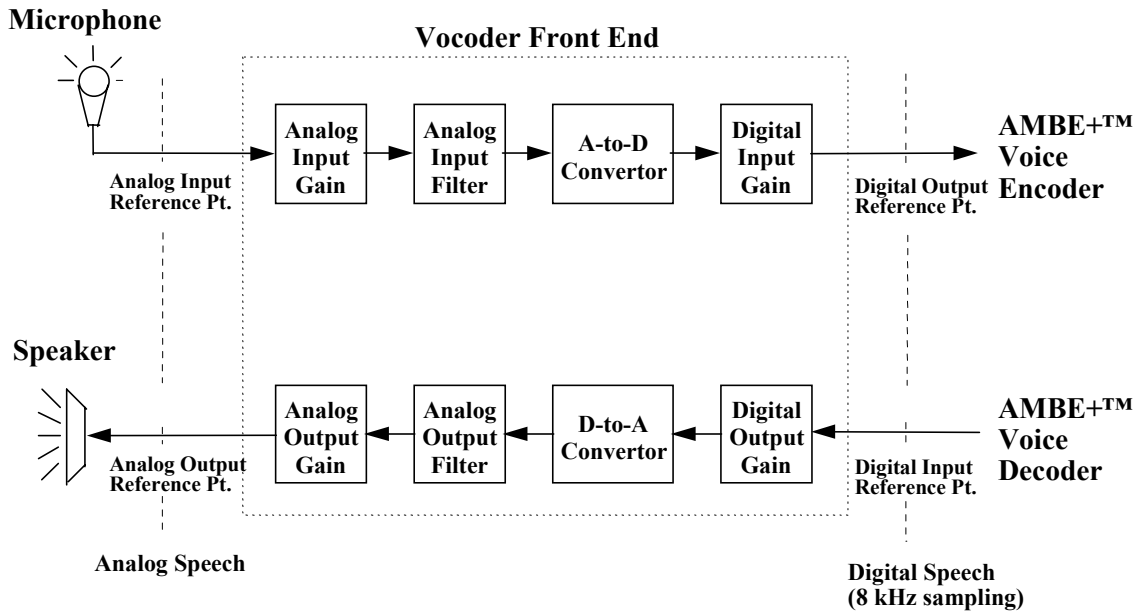 Microphone
Vocoder Front End
Analog
Input
Gain
Analog
Input
Filter
A-to-D
Convertor
Digital
Input
Gain
AMBE+™
Voice
Encoder
Analog Input
Reference Pt.
Digital Output
Reference Pt.
Speaker
Analog
Output
Gain
Analog
Output
Filter
D-to-A
Convertor
Digital
Output
Gain
AMBE+™
Voice
Decoder
Analog Output
Reference Pt.
Digital Input
Reference Pt.
Analog Speech
Digital Speech
(8 kHz sampling)